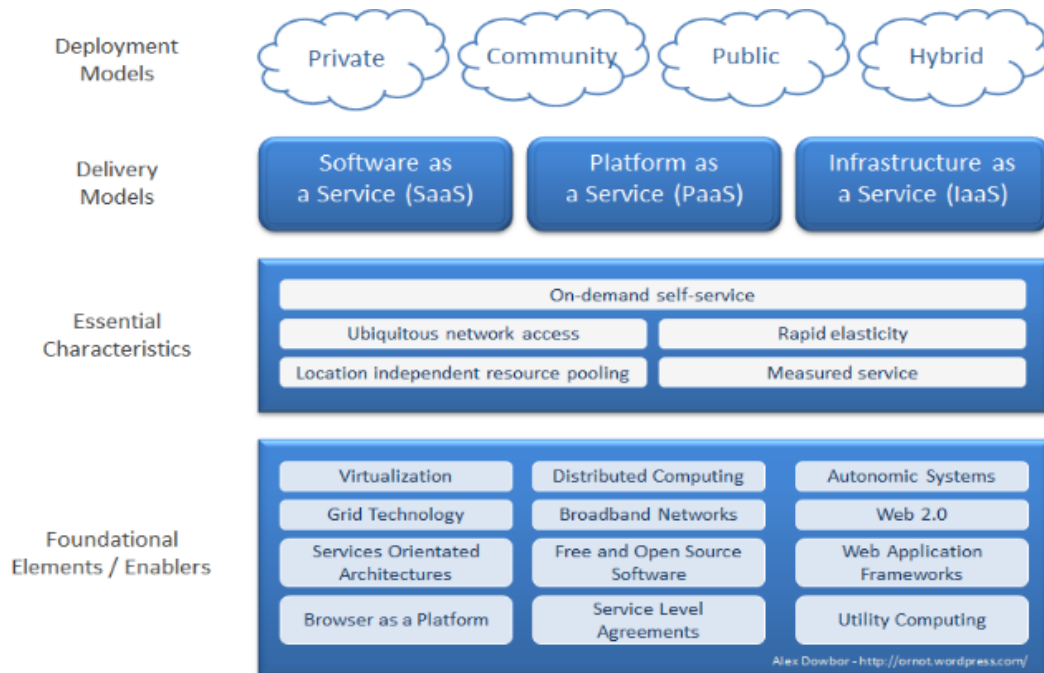 Deployment
Models
Private
Community
Public
Hybrid
Delivery
Models
Software as
a Service (SaaS)
Platform as
a Service (PaaS)
Infrastructure as
a Service (IaaS)
Essential
Characteristics
On-demand self-service
Ubiquitous network access
Rapid elasticity
Location independent resource pooling
Measured service
Foundational
Elements / Enablers
Virtualization
Distributed Computing
Autonomic Systems
Grid Technology
Broadband Networks
Web 2.0
Services Orientated
Architectures
Free and Open Source
Software
Web Application
Frameworks
Browser as a Platform
Service Level
Agreements
Utility Computing
Alex Dowbor - http://ornot.wordpress.com/